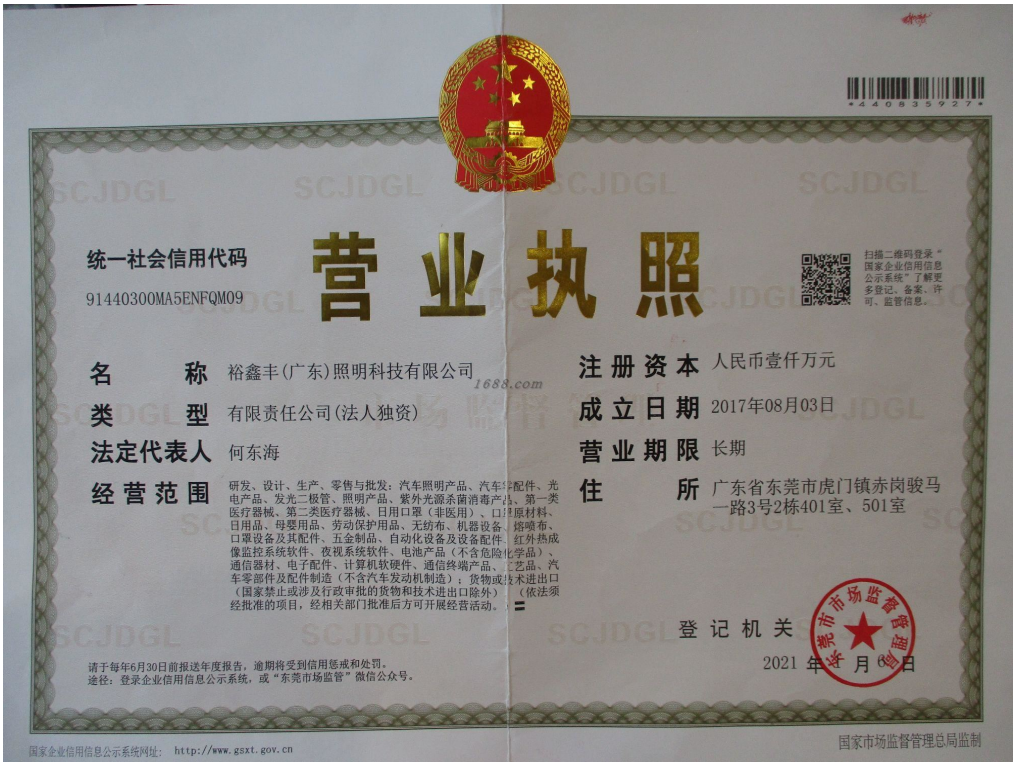 *440835927*
统一社会信用代码
91440300MA5ENFQM09
营业执照
扫描二维码登录“
国家企业信用信息
公示系统”了解更
多登记、备案、许
可、监管信息。
名称 裕鑫丰(广东)照明科技有限公司
类型 有限责任公司(法人独资)
法定代表人 何东海
经营范围 研发、设计、生产、零售与批发：汽车照明产品、汽车零配件、光
电产品、发光二极管、照明产品、紫外光源杀菌消毒产品、第一类
医疗器械、第二类医疗器械、日用口罩（非医用）、口罩原材料、
日用品、母婴用品、劳动保护用品、无纺布、机器设备、熔喷布、
口罩设备及其配件、五金制品、自动化设备及设备配件、红外热成
像监控系统软件、夜视系统软件、电池产品（不含危险化学品）、
通信器材、电子配件、计算机软硬件、通信终端产品、工艺品、汽
车零部件及配件制造（不含汽车发动机制造）；货物或技术进出口
（国家禁止或涉及行政审批的货物和技术进出口除外）（依法须
经批准的项目，经相关部门批准后方可开展经营活动。
注册资本 人民币壹仟万元
成立日期 2017年08月03日
营业期限 长期
住所 广东省东莞市虎门镇赤岗骏马
一路3号2栋401室、501室
1688.com
登记机关
东莞市市场监督管理局
2021年 月6日
请于每年6月30日前报送年度报告，逾期将受到信用惩戒和处罚。
途径：登录企业信用信息公示系统，或“东莞市场监管”微信公众号。
国家企业信用信息公示系统网址： http://www.gsxt.gov.cn
国家市场监督管理总局监制
SCJDGL